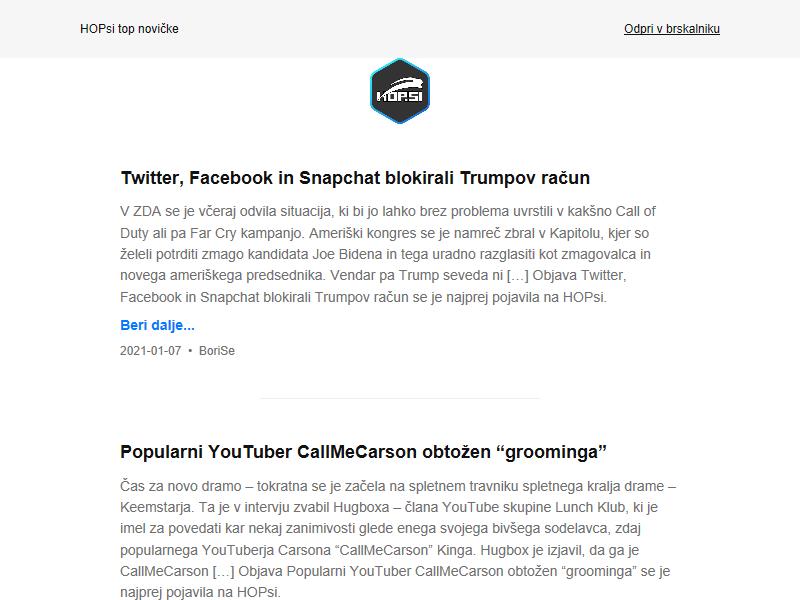 HOPsi top novičke
Odpri v brskalniku
HOPSI
Twitter, Facebook in Snapchat blokirali Trumpov račun
V ZDA se je včeraj odvila situacija, ki bi jo lahko brez problema uvrstili v kakšno Call of
Duty ali pa Far Cry kampanjo. Ameriški kongres se je namreč zbral v Kapitolu, kjer so
želeli potrditi zmago kandidata Joe Bidena in tega uradno razglasiti kot zmagovalca in
novega ameriškega predsednika. Vendar pa Trump seveda ni […] Objava Twitter,
Facebook in Snapchat blokirali Trumpov račun se je najprej pojavila na HOPsi.
Beri dalje...
2021-01-07 • BoriSe
Popularni YouTuber CallMeCarson obtožen “groominga”
Čas za novo dramo – tokratna se je začela na spletnem travniku spletnega kralja drame –
Keemstarja. Ta je v intervju zvabil Hugboxa – člana YouTube skupine Lunch Klub, ki je
imel za povedati kar nekaj zanimivosti glede enega svojega bivšega sodelavca, zdaj
popularnega YouTuberja Carsona “CallMeCarson” Kinga. Hugbox je izjavil, da ga je
CallMeCarson […] Objava Popularni YouTuber CallMeCarson obtožen “groominga” se je
najprej pojavila na HOPsi.